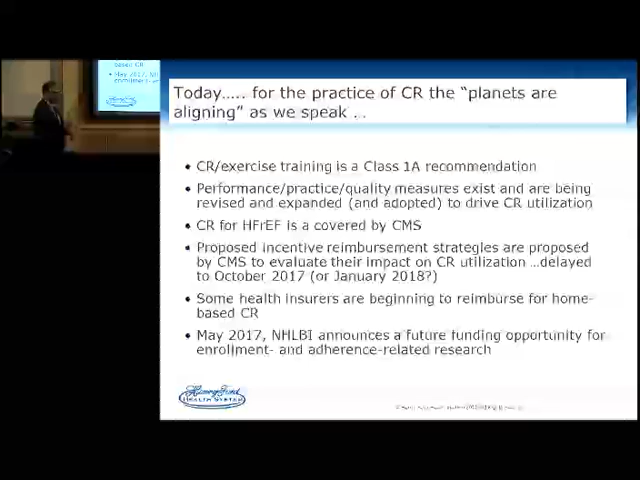 Today..... for the practice of CR the "planets are
aligning" as we speak ...
• CR/exercise training is a Class 1A recommendation
• Performance/practice/quality measures exist and are being
revised and expanded (and adopted) to drive CR utilization
• CR for HFrEF is a covered by CMS
• Proposed incentive reimbursement strategies are proposed
by CMS to evaluate their impact on CR utilization ...delayed
to October 2017 (or January 2018?)
• Some health insurers are beginning to reimburse for home-
based CR
• May 2017, NHLBI announces a future funding opportunity for
enrollment- and adherence-related research
Henry Ford
HEALTH SYSTEM
based CR
• May 2017, N